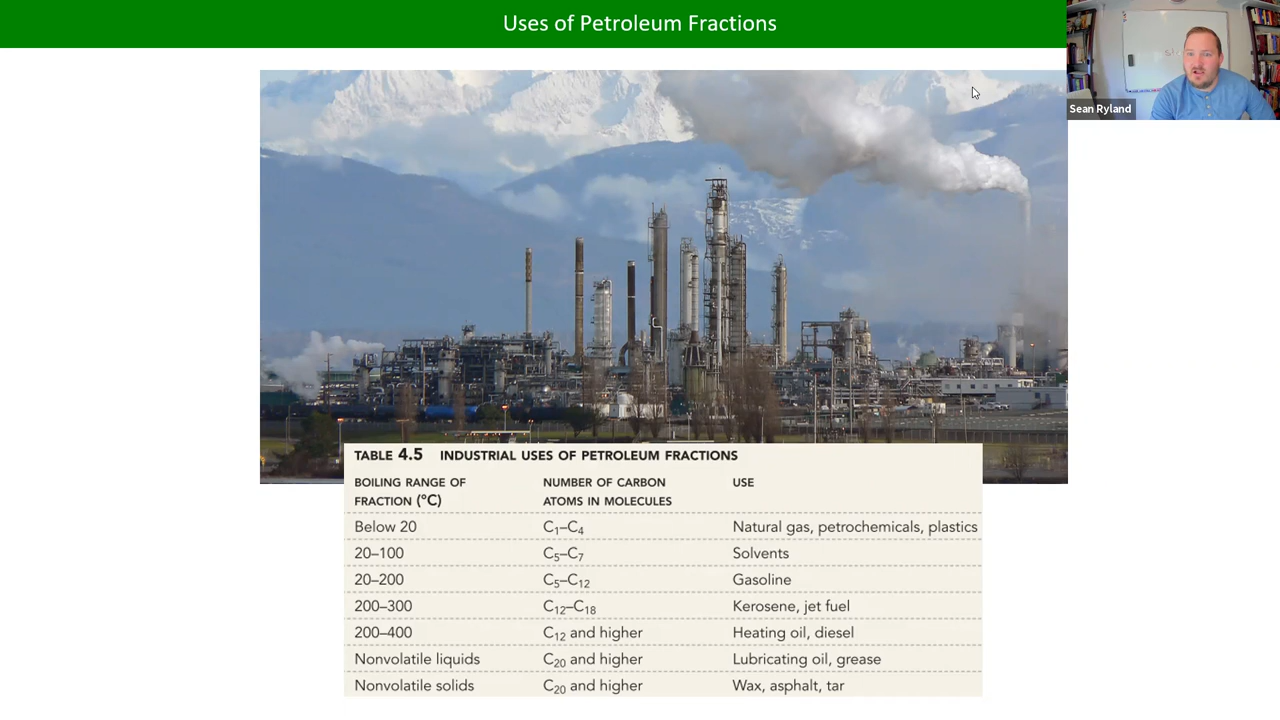 Uses of Petroleum Fractions
Sean Ryland
TABLE 4.5 INDUSTRIAL USES OF PETROLEUM FRACTIONS
BOILING RANGE OF FRACTION (°C) NUMBER OF CARBON ATOMS IN MOLECULES USE
Below 20 C₁–C₄ Natural gas, petrochemicals, plastics
20–100 C₅–C₇ Solvents
20–200 C₅–C₁₂ Gasoline
200–300 C₁₂–C₁₈ Kerosene, jet fuel
200–400 C₁₂ and higher Heating oil, diesel
Nonvolatile liquids C₂₀ and higher Lubricating oil, grease
Nonvolatile solids C₂₀ and higher Wax, asphalt, tar